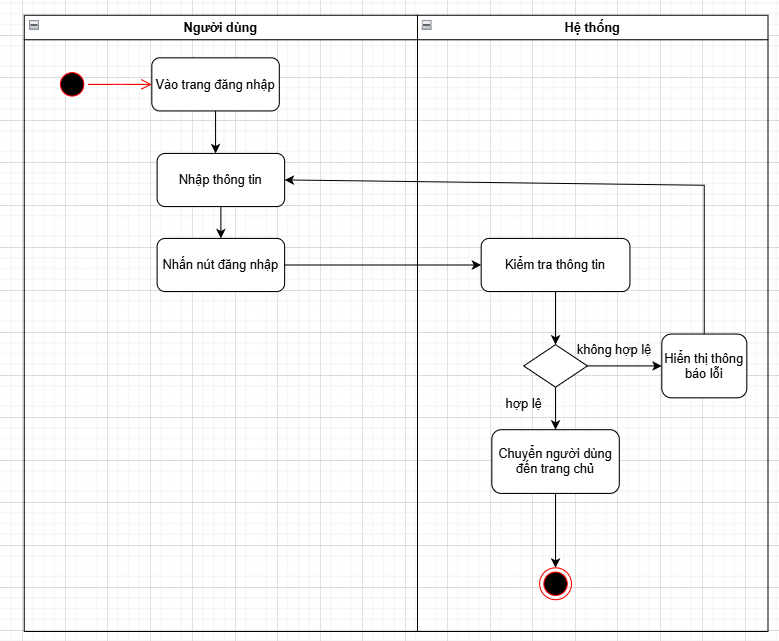 Người dùng
Hệ thống
Vào trang đăng nhập
Nhập thông tin
Nhấn nút đăng nhập
Kiểm tra thông tin
không hợp lệ
Hiển thị thông
báo lỗi
hợp lệ
Chuyển người dùng
đến trang chủ